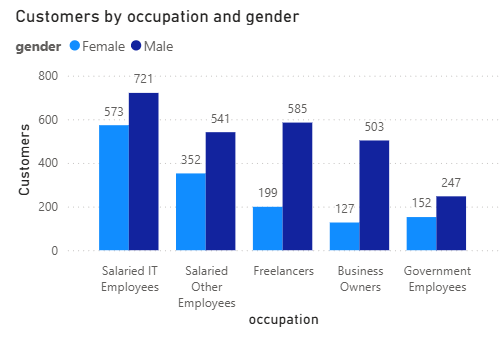 Customers by occupation and gender
gender Female Male
800
600
400
200
0
Customers
573 721
352 541
199 585
127 503
152 247
Salaried IT
Employees
Salaried
Other
Employees
Freelancers
Business
Owners
Government
Employees
occupation